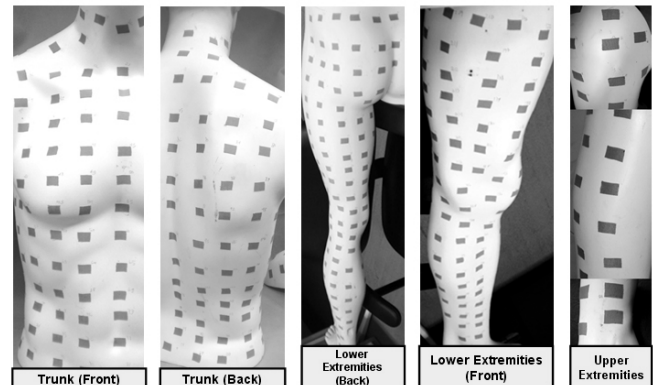 Trunk (Front)
Trunk (Back)
Lower
Extremities
(Back)
Lower Extremities
(Front)
Upper
Extremities